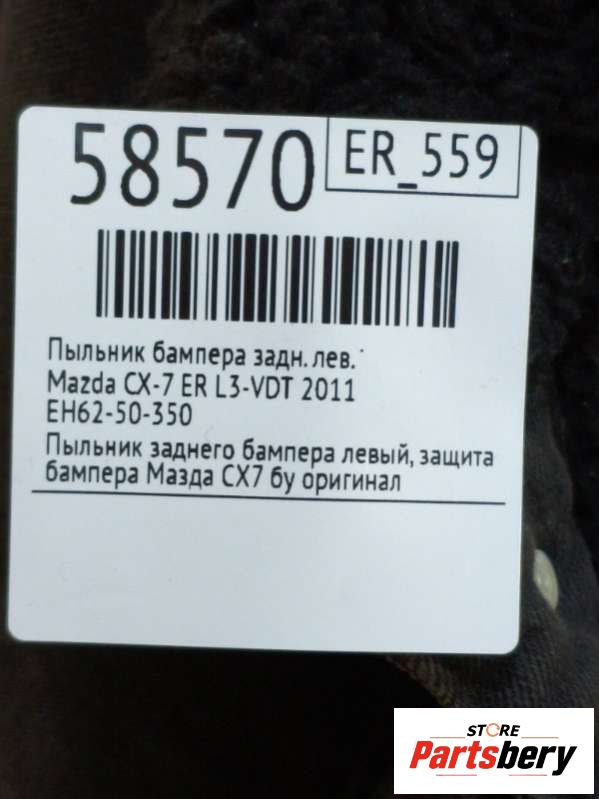 58570
ER_559
Пыльник бампера задн. лев.
Mazda CX-7 ER L3-VDT 2011
EH62-50-350
Пыльник заднего бампера левый, защита
бампера Мазда СХ7 бу оригинал
STORE
Partsbery